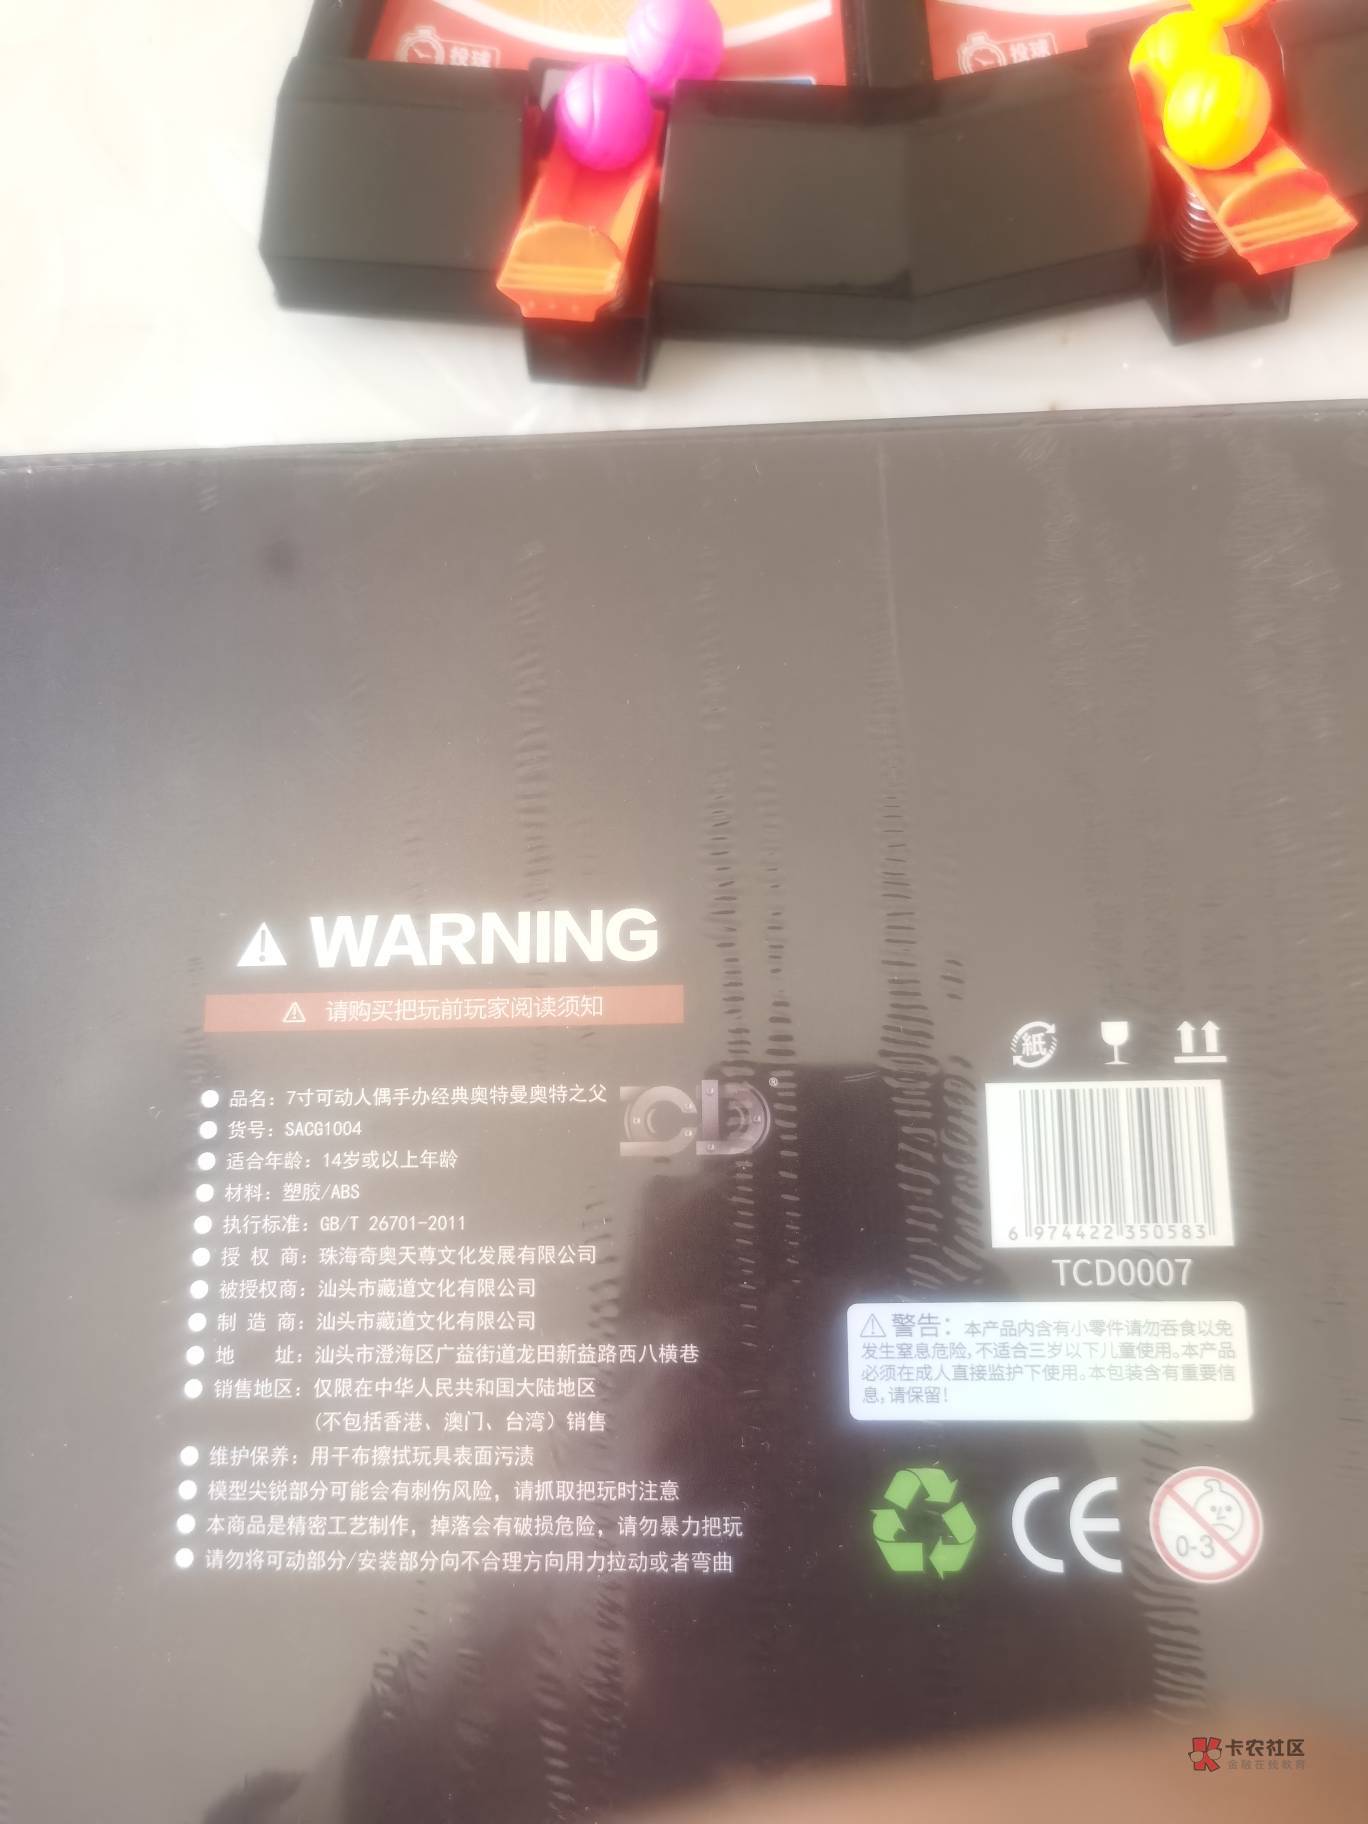 投球
投球
WARNING
请购买把玩前玩家阅读须知
品名：7寸可动人偶手办经典奥特曼奥特之父
货号：SACG1004
适合年龄：14岁或以上年龄
材料：塑胶/ABS
执行标准：GB/T 26701-2011
授 权 商：珠海奇奥天尊文化发展有限公司
被授权商：汕头市藏道文化有限公司
制 造 商：汕头市藏道文化有限公司
地 址：汕头市澄海区广益街道龙田新益路西八横巷
销售地区：仅限在中华人民共和国大陆地区
(不包括香港、澳门、台湾）销售
维护保养：用干布擦拭玩具表面污渍
模型尖锐部分可能会有刺伤风险，请抓取把玩时注意
本商品是精密工艺制作，掉落会有破损危险，请勿暴力把玩
请勿将可动部分/安装部分向不合理方向用力拉动或者弯曲
CD®
紙
6 974422 350583
TCD0007
警告：本产品内含有小零件请勿吞食以免
发生窒息危险,不适合三岁以下儿童使用。本产品
必须在成人直接监护下使用。本包装含有重要信
息,请保留!
CE
0-3
卡农社区
金融在线教育